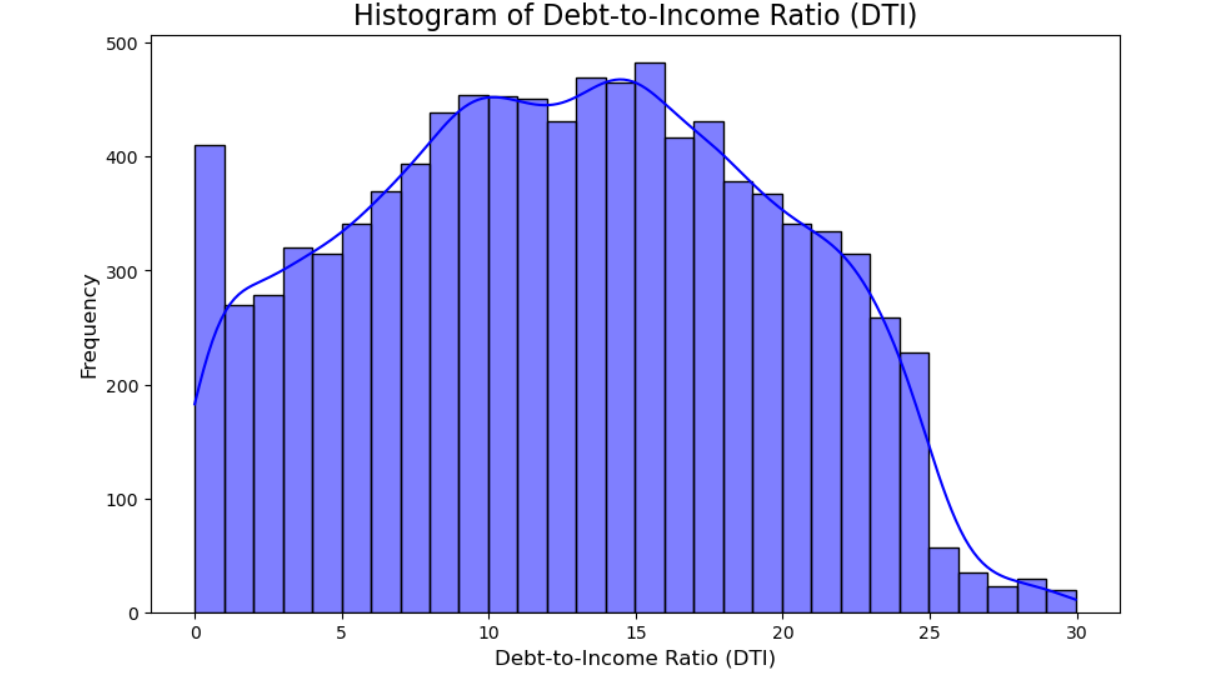 Histogram of Debt-to-Income Ratio (DTI)
500
400
300
200
100
0
Frequency
0 5 10 15 20 25 30
Debt-to-Income Ratio (DTI)